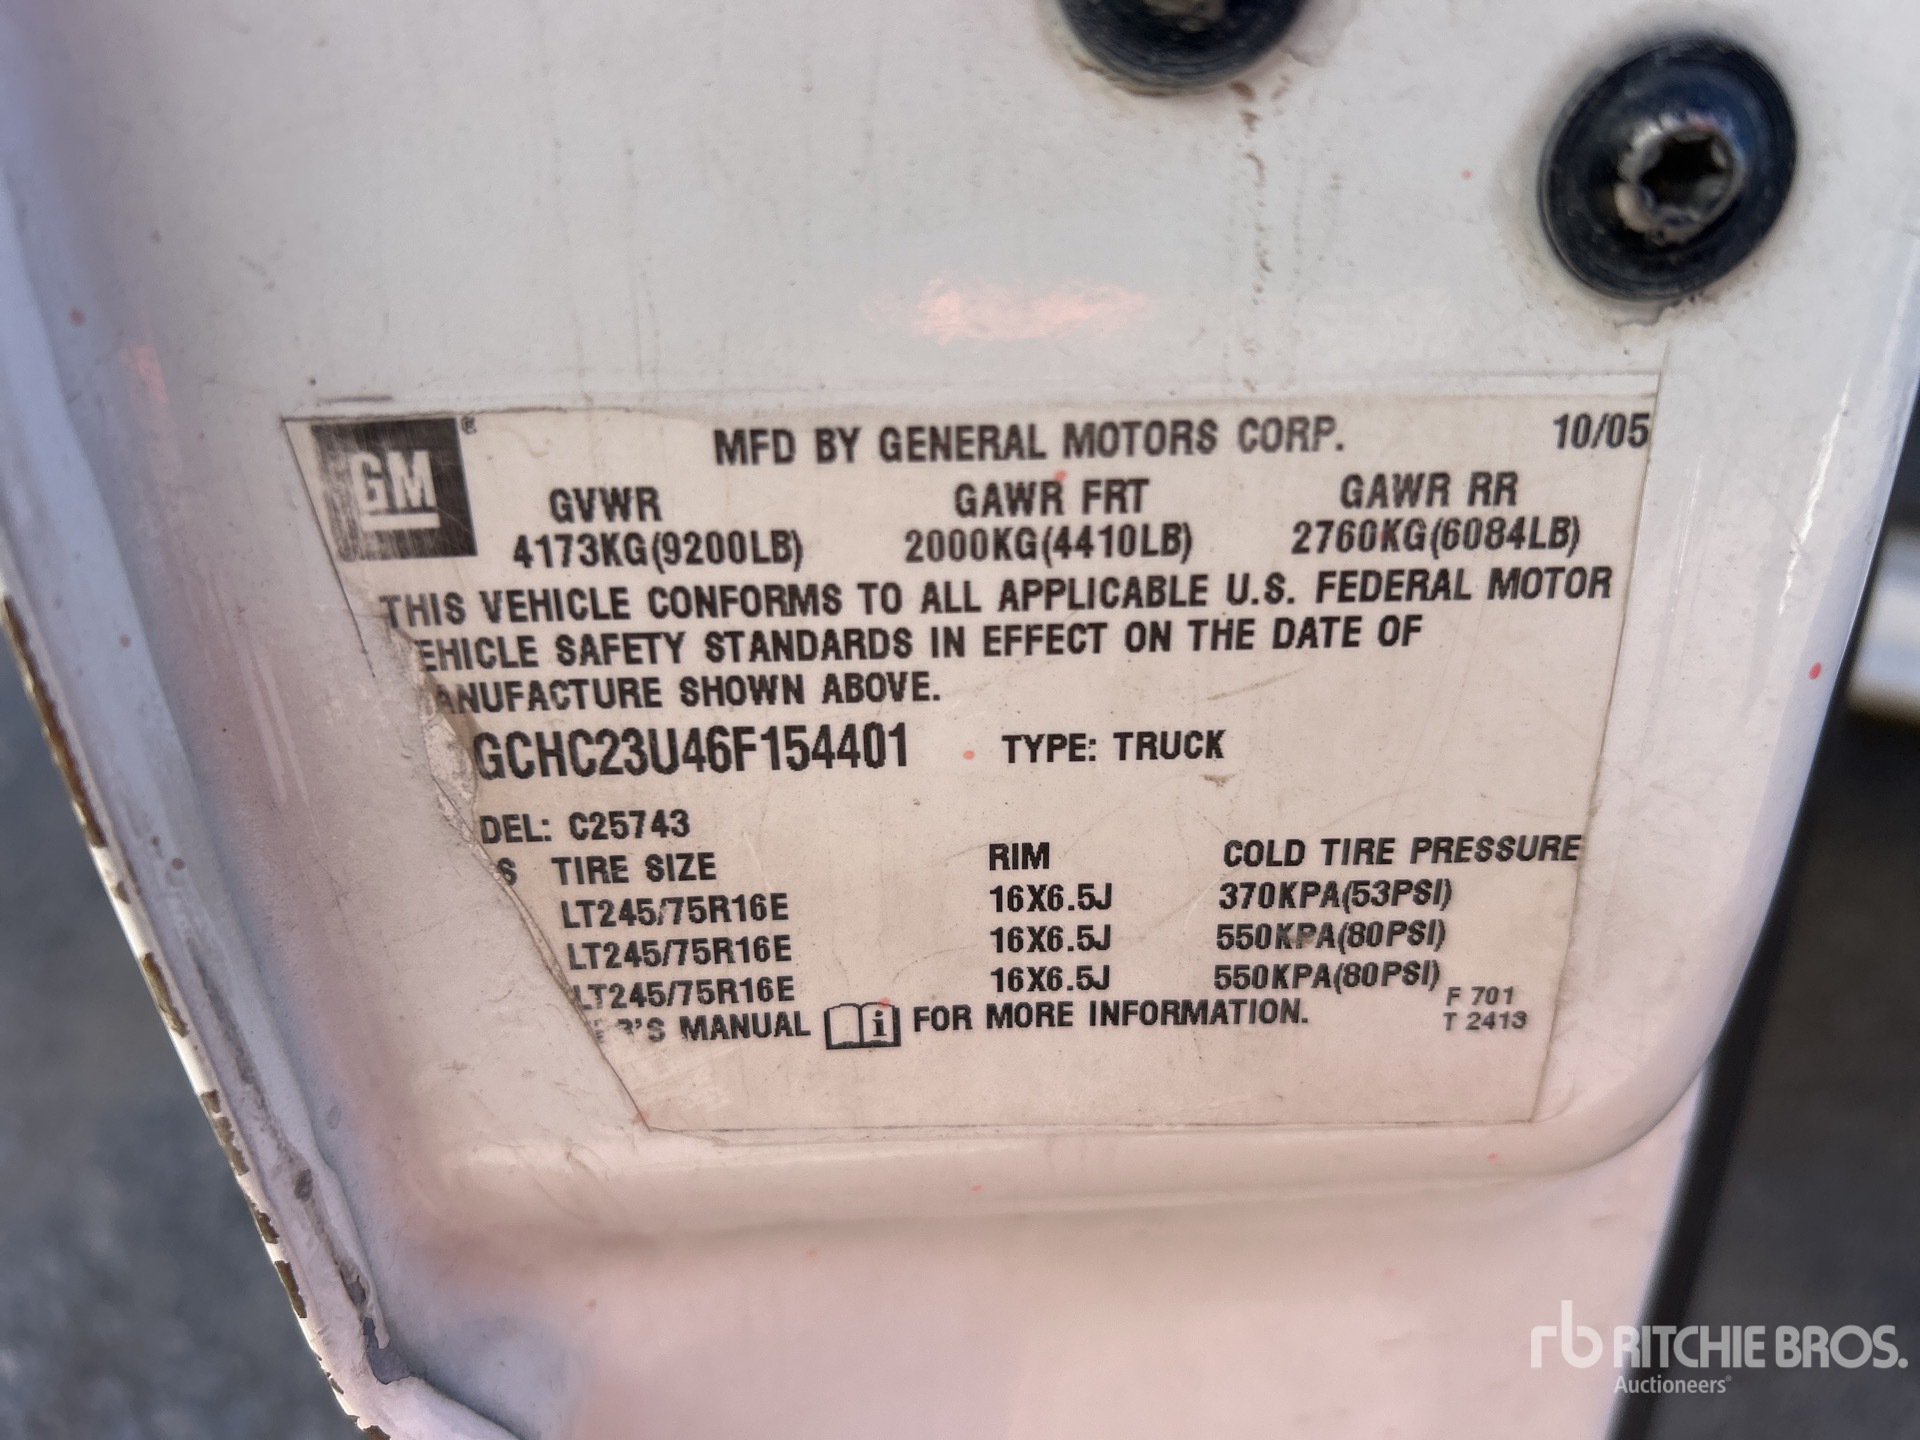 GM®
MFD BY GENERAL MOTORS CORP. 10/05
GVWR GAWR FRT GAWR RR
4173KG(9200LB) 2000KG(4410LB) 2760KG(6084LB)
THIS VEHICLE CONFORMS TO ALL APPLICABLE U.S. FEDERAL MOTOR
EHICLE SAFETY STANDARDS IN EFFECT ON THE DATE OF
ANUFACTURE SHOWN ABOVE.
GCHC23U46F154401 TYPE: TRUCK
DEL: C25743
S TIRE SIZE RIM COLD TIRE PRESSURE
LT245/75R16E 16X6.5J 370KPA(53PSI)
LT245/75R16E 16X6.5J 550KPA(80PSI)
LT245/75R16E 16X6.5J 550KPA(80PSI)
'S MANUAL i FOR MORE INFORMATION.
F 701
T 2413
rb RITCHIE BROS.
Auctioneers